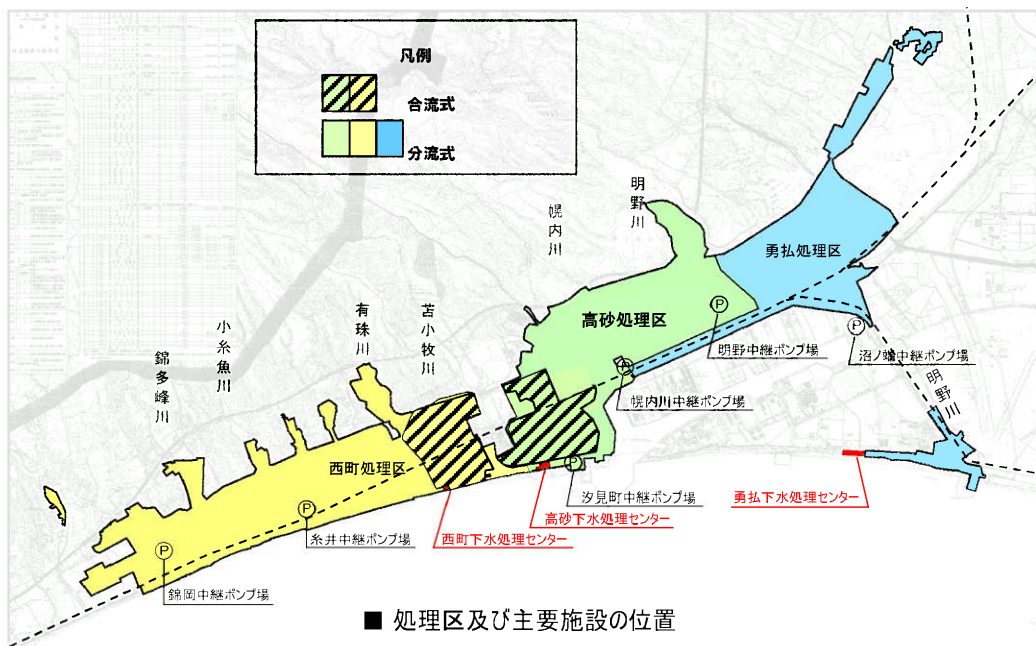 凡例
合流式
分流式
明野川
幌内川
勇払処理区
高砂処理区
有珠川
苫小牧川
小糸魚川
錦多峰川
明野中継ポンプ場
沼ノ端中継ポンプ場
幌内川中継ポンプ場
明野川
西町処理区
汐見町中継ポンプ場
勇払下水処理センター
高砂下水処理センター
糸井中継ポンプ場
西町下水処理センター
錦岡中継ポンプ場
P
P
P
P
P
P
■ 処理区及び主要施設の位置